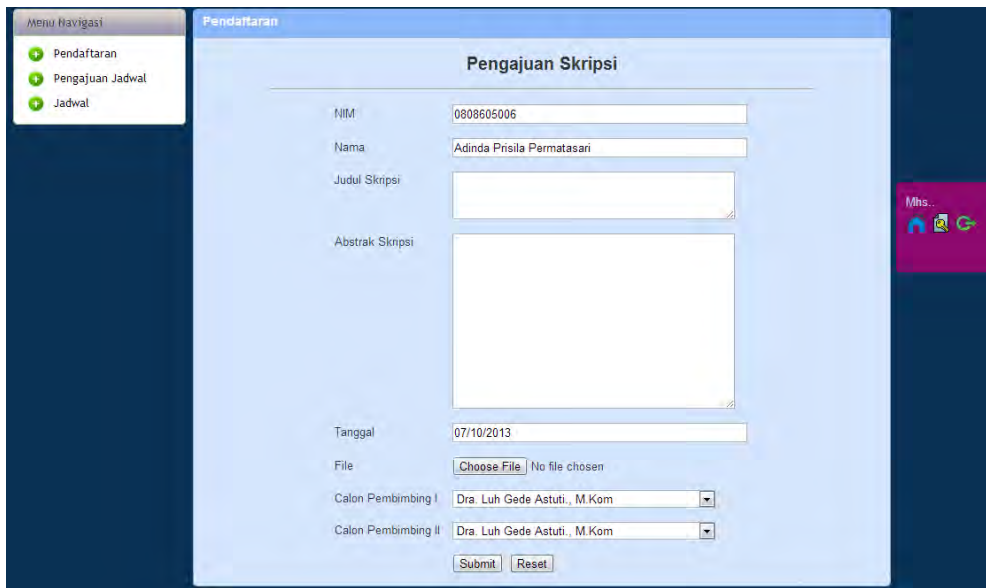 Menu Navigasi
Pendaftaran
Pengajuan Jadwal
Jadwal
Pendaftaran
Pengajuan Skripsi
NIM 0808605006
Nama Adinda Prisila Permatasari
Judul Skripsi
Abstrak Skripsi
Tanggal 07/10/2013
File Choose File No file chosen
Calon Pembimbing I Dra. Luh Gede Astuti., M.Kom
Calon Pembimbing II Dra. Luh Gede Astuti., M.Kom
Submit Reset
Mhs..